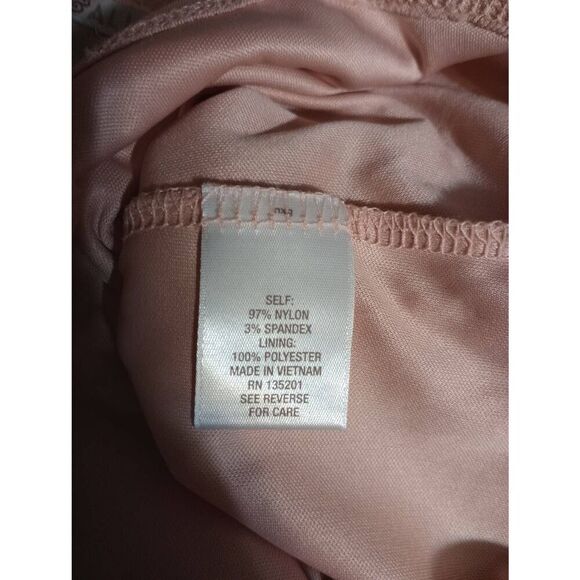 SELF:
97% NYLON
3% SPANDEX
LINING:
100% POLYESTER
MADE IN VIETNAM
RN 135201
SEE REVERSE
FOR CARE